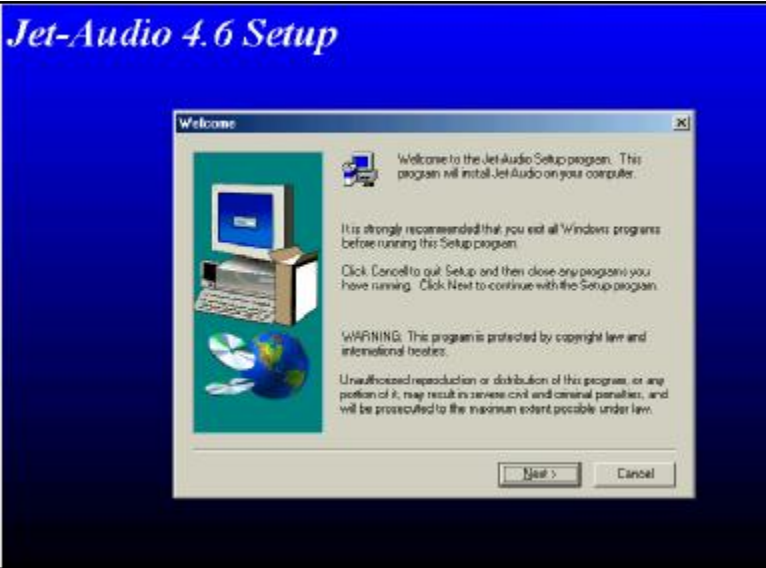 Jet-Audio 4.6 Setup
Welcome
Welcome to the Jet-Audio Setup program. This
program will install Jet-Audio on your computer.
It is strongly recommended that you exit all Windows programs
before running this Setup program.
Click Cancel to quit Setup and then close any programs you
have running. Click Next to continue with the Setup program.
WARNING: This program is protected by copyright law and
international treaties.
Unauthorized reproduction or distribution of this program, or any
portion of it, may result in severe civil and criminal penalties, and
will be prosecuted to the maximum extent possible under law.
Next >
Cancel